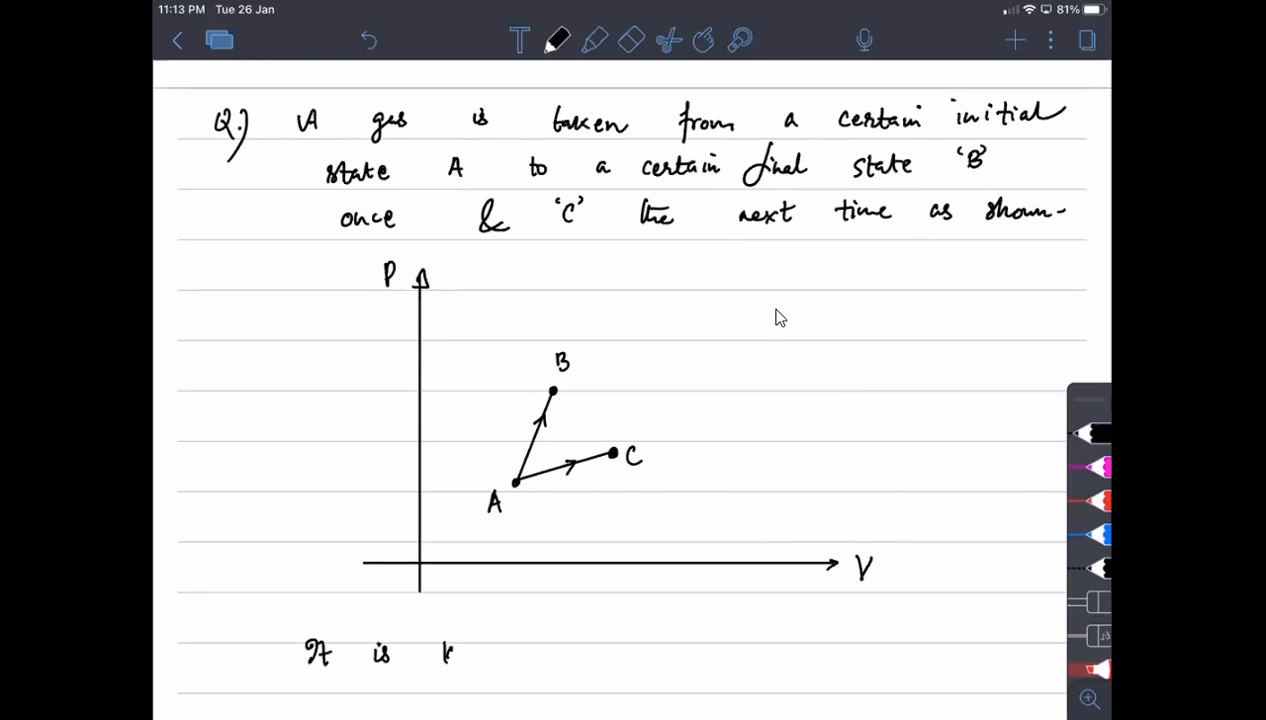 11:13 PM Tue 26 Jan
81%
T
Q.) A gas is taken from a certain initial
state A to a certain final state 'B'
once & 'C' the next time as shown-
P
B
C
A
V
It is k